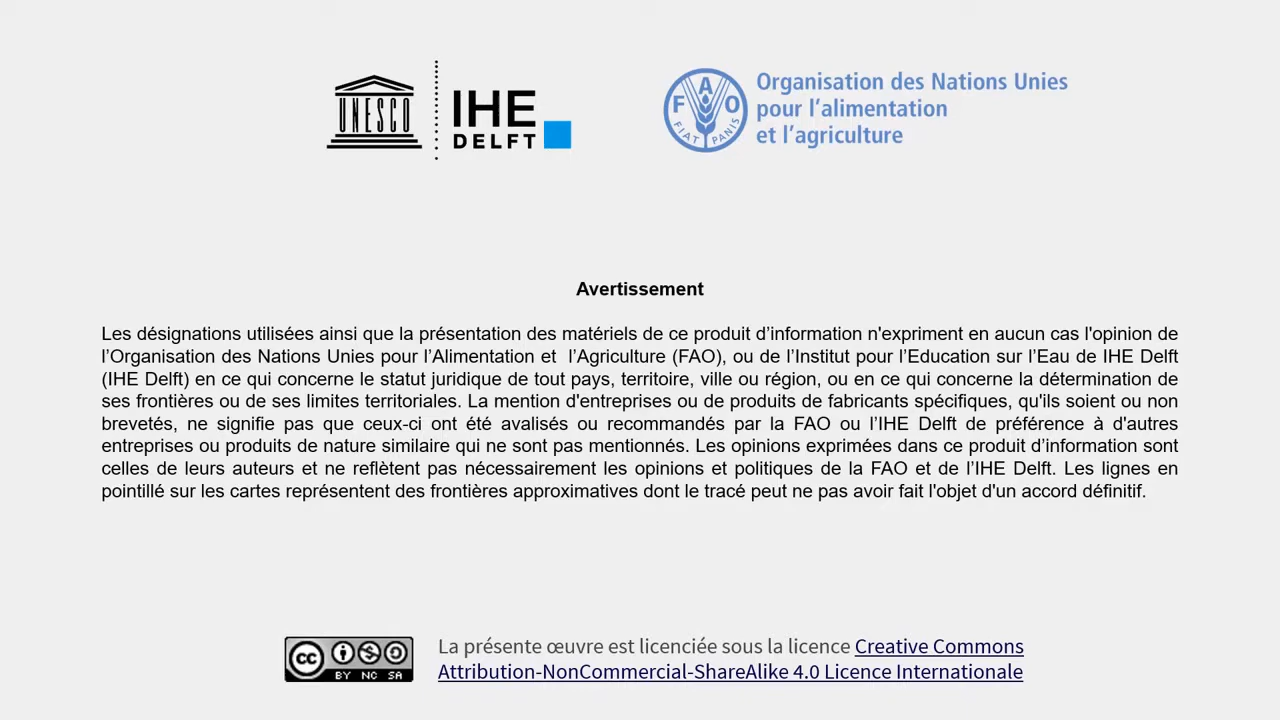 UNESCO
IHE
DELFT
FAO
FIAT PANIS
Organisation des Nations Unies
pour l’alimentation
et l’agriculture
Avertissement
Les désignations utilisées ainsi que la présentation des matériels de ce produit d’information n'expriment en aucun cas l'opinion de
l’Organisation des Nations Unies pour l’Alimentation et l’Agriculture (FAO), ou de l’Institut pour l’Education sur l’Eau de IHE Delft
(IHE Delft) en ce qui concerne le statut juridique de tout pays, territoire, ville ou région, ou en ce qui concerne la détermination de
ses frontières ou de ses limites territoriales. La mention d'entreprises ou de produits de fabricants spécifiques, qu'ils soient ou non
brevetés, ne signifie pas que ceux-ci ont été avalisés ou recommandés par la FAO ou l’IHE Delft de préférence à d'autres
entreprises ou produits de nature similaire qui ne sont pas mentionnés. Les opinions exprimées dans ce produit d’information sont
celles de leurs auteurs et ne reflètent pas nécessairement les opinions et politiques de la FAO et de l’IHE Delft. Les lignes en
pointillé sur les cartes représentent des frontières approximatives dont le tracé peut ne pas avoir fait l'objet d'un accord définitif.
cc
BY NC SA
La présente œuvre est licenciée sous la licence Creative Commons
Attribution-NonCommercial-ShareAlike 4.0 Licence Internationale